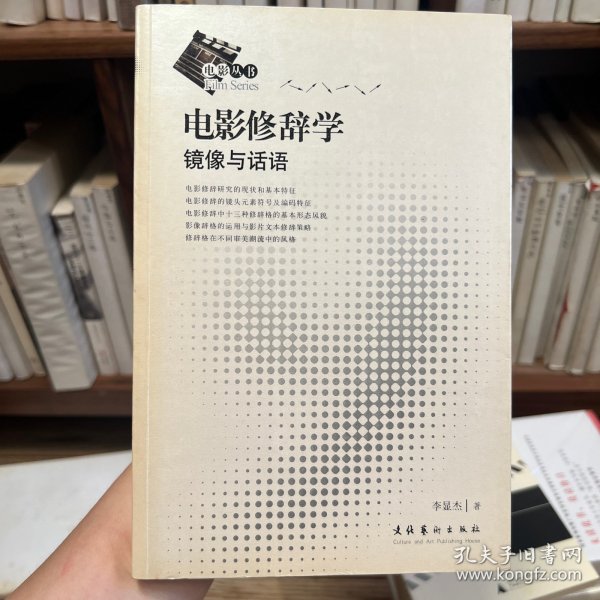 电影丛书
Film Series
电影修辞学
镜像与话语
电影修辞研究的现状和基本特征
电影修辞的镜头元素符号及编码特征
电影修辞中十三种修辞格的基本形态风貌
影像辞格的运用与影片文本修辞策略
修辞格在不同审美潮流中的风格
李显杰 著
文化艺术出版社
Culture and Art Publishing House
孔夫子旧书网
www.kongfz.com